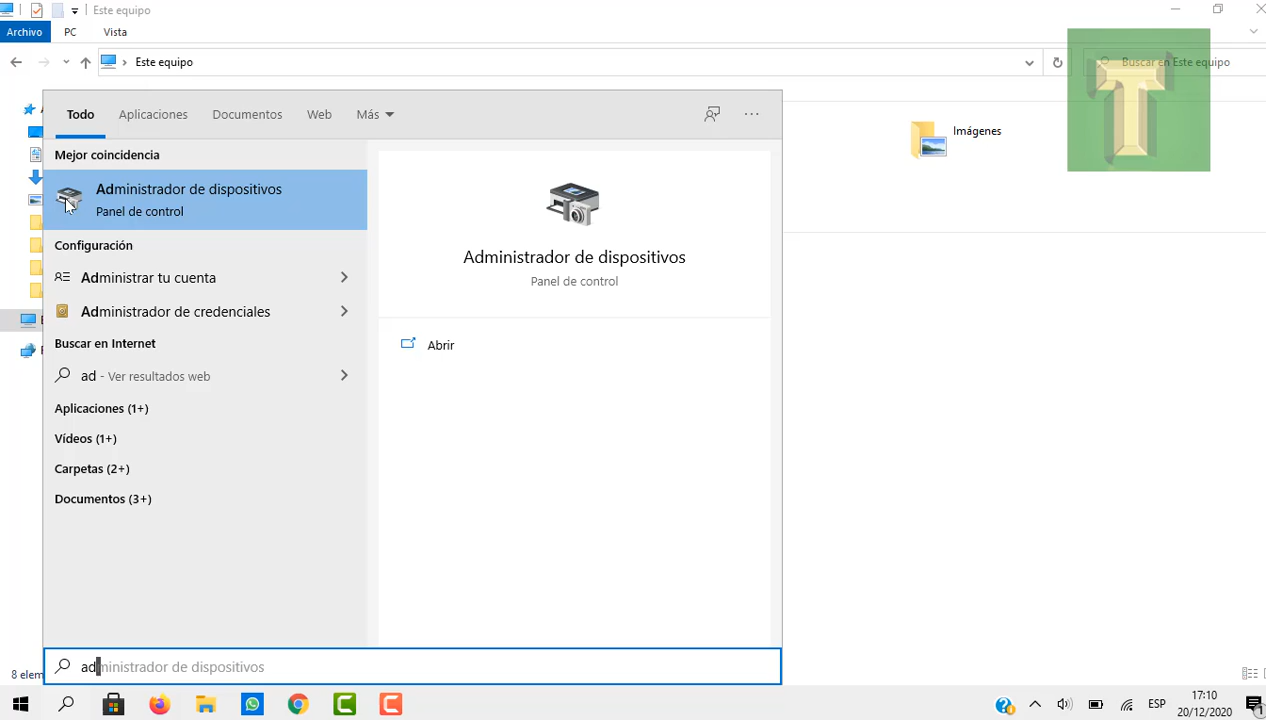 Este equipo
Archivo
PC
Vista
Este equipo
Buscar en Este equipo
T
Todo
Aplicaciones
Documentos
Web
Más
Imágenes
Mejor coincidencia
Administrador de dispositivos
Panel de control
Configuración
Administrar tu cuenta
Administrador de credenciales
Buscar en Internet
ad - Ver resultados web
Aplicaciones (1+)
Vídeos (1+)
Carpetas (2+)
Documentos (3+)
Administrador de dispositivos
Panel de control
Abrir
administrador de dispositivos
8 elem
ESP
17:10
20/12/2020
1